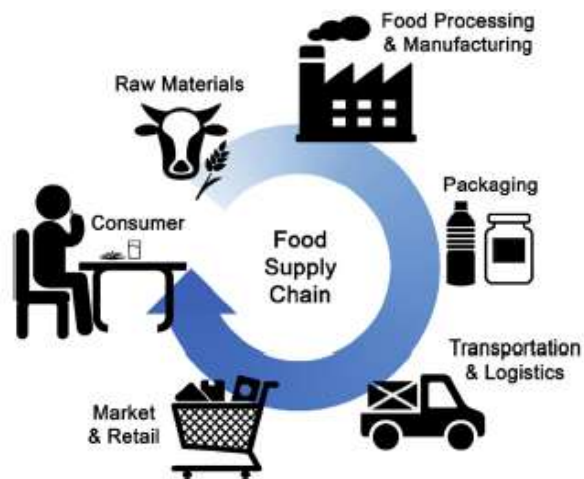 Food Processing
& Manufacturing
Raw Materials
Packaging
Consumer
Food
Supply
Chain
Transportation
& Logistics
Market
& Retail